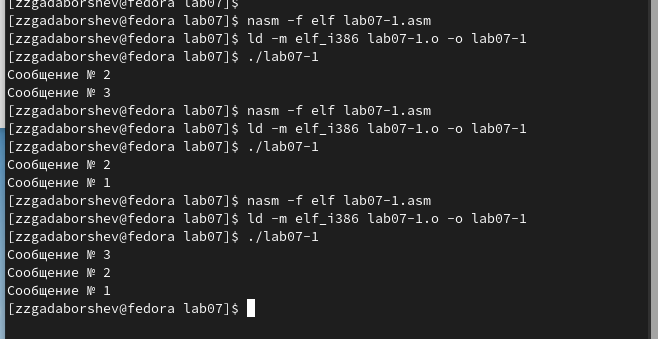 [zzgadaborshev@fedora lab07]$
[zzgadaborshev@fedora lab07]$ nasm -f elf lab07-1.asm
[zzgadaborshev@fedora lab07]$ ld -m elf_i386 lab07-1.o -o lab07-1
[zzgadaborshev@fedora lab07]$ ./lab07-1
Сообщение № 2
Сообщение № 3
[zzgadaborshev@fedora lab07]$ nasm -f elf lab07-1.asm
[zzgadaborshev@fedora lab07]$ ld -m elf_i386 lab07-1.o -o lab07-1
[zzgadaborshev@fedora lab07]$ ./lab07-1
Сообщение № 2
Сообщение № 1
[zzgadaborshev@fedora lab07]$ nasm -f elf lab07-1.asm
[zzgadaborshev@fedora lab07]$ ld -m elf_i386 lab07-1.o -o lab07-1
[zzgadaborshev@fedora lab07]$ ./lab07-1
Сообщение № 3
Сообщение № 2
Сообщение № 1
[zzgadaborshev@fedora lab07]$